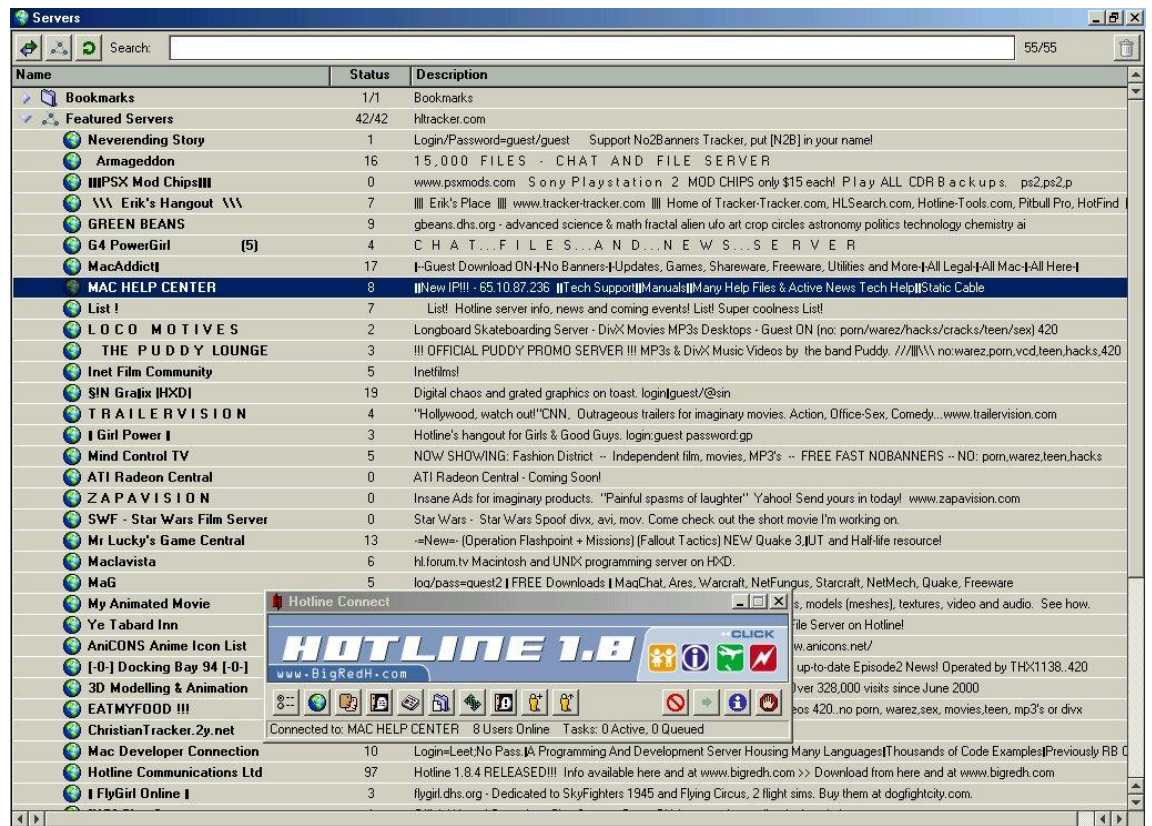 Servers
Search: 55/55
Name Status Description
Bookmarks 1/1 Bookmarks
Featured Servers 42/42 hltracker.com
Neverending Story 1 Login/Password=guest/guest Support No2Banners Tracker, put [N2B] in your name!
Armageddon 16 15,000 FILES - CHAT AND FILE SERVER
|||PSX Mod Chips||| 0 www.psxmods.com Sony Playstation 2 MOD CHIPS only $15 each! Play ALL CDR Backups. ps2,ps2,p
\\\ Erik's Hangout \\\ 7 |||| Erik's Place |||| www.tracker-tracker.com |||| Home of Tracker-Tracker.com, HLSearch.com, Hotline-Tools.com, Pitbull Pro, HotFind |
GREEN BEANS 9 gbeans.dhs.org - advanced science & math fractal alien ufo art crop circles astronomy politics technology chemistry ai
G4 PowerGirl (5) 4 C H A T...F I L E S...A N D...N E W S...S E R V E R
MacAddict| 17 |--Guest Download ON-|-No Banners-|-Updates, Games, Shareware, Freeware, Utilities and More-|-All Legal-|-All Mac-|-All Here-|
MAC HELP CENTER 8 ||New IP!!! - 65.10.87.236 ||Tech Support||Manuals||Many Help Files & Active News Tech Help||Static Cable
List ! 7 List! Hotline server info, news and coming events! List! Super coolness List!
L O C O M O T I V E S 2 Longboard Skateboarding Server - DivX Movies MP3s Desktops - Guest ON (no: porn/warez/hacks/cracks/teen/sex) 420
THE P U D D Y LOUNGE 3 !!! OFFICIAL PUDDY PROMO SERVER !!! MP3s & DivX Music Videos by the band Puddy. ///|||\\\ no:warez,porn,vcd,teen,hacks,420
Inet Film Community 5 Inetfilms!
§!N Gra|ix |HXD| 19 Digital chaos and grated graphics on toast. login|guest/@sin
T R A I L E R V I S I O N 4 "Hollywood, watch out!"CNN, Outrageous trailers for imaginary movies. Action, Office-Sex, Comedy...www.trailervision.com
| Girl Power | 3 Hotline's hangout for Girls & Good Guys. login:guest password:gp
Mind Control TV 5 NOW SHOWING: Fashion District -- Independent film, movies, MP3's -- FREE FAST NOBANNERS -- NO: porn,warez,teen,hacks
ATI Radeon Central 0 ATI Radeon Central - Coming Soon!
Z A P A V I S I O N 0 Insane Ads for imaginary products. "Painful spasms of laughter" Yahoo! Send yours in today! www.zapavision.com
SWF - Star Wars Film Server 0 Star Wars - Star Wars Spoof divx, avi, mov. Come check out the short movie I'm working on.
Mr Lucky's Game Central 13 -=New=- (Operation Flashpoint + Missions) (Fallout Tactics) NEW Quake 3,|UT and Half-life resource!
Maclavista 6 hl.forum.tv Macintosh and UNIX programming server on HXD.
MaG 5 log/pass=guest2 | FREE Downloads | MagChat, Ares, Warcraft, NetFungus, Starcraft, NetMech, Quake, Freeware
My Animated Movie s, models (meshes), textures, video and audio. See how.
Ye Tabard Inn File Server on Hotline!
AniCONS Anime Icon List w.anicons.net/
[-0-] Docking Bay 94 [-0-] up-to-date Episode2 News! Operated by THX1138..420
3D Modelling & Animation Over 328,000 visits since June 2000
EATMYFOOD !!! eos 420..no porn, warez,sex, movies,teen, mp3's or divx
ChristianTracker.2y.net
Mac Developer Connection 10 Login=Leet;No Pass.|A Programming And Development Server Housing Many Languages|Thousands of Code Examples|Previously RB
Hotline Communications Ltd 97 Hotline 1.8.4 RELEASED!!! Info available here and at www.bigredh.com >> Download from here and at www.bigredh.com
| FlyGirl Online | 3 flygirl.dhs.org - Dedicated to SkyFighters 1945 and Flying Circus, 2 flight sims. Buy them at dogfightcity.com.
Hotline Connect
HOTLINE 1.8
CLICK
www.BigRedH.com
Connected to: MAC HELP CENTER 8 Users Online Tasks: 0 Active, 0 Queued